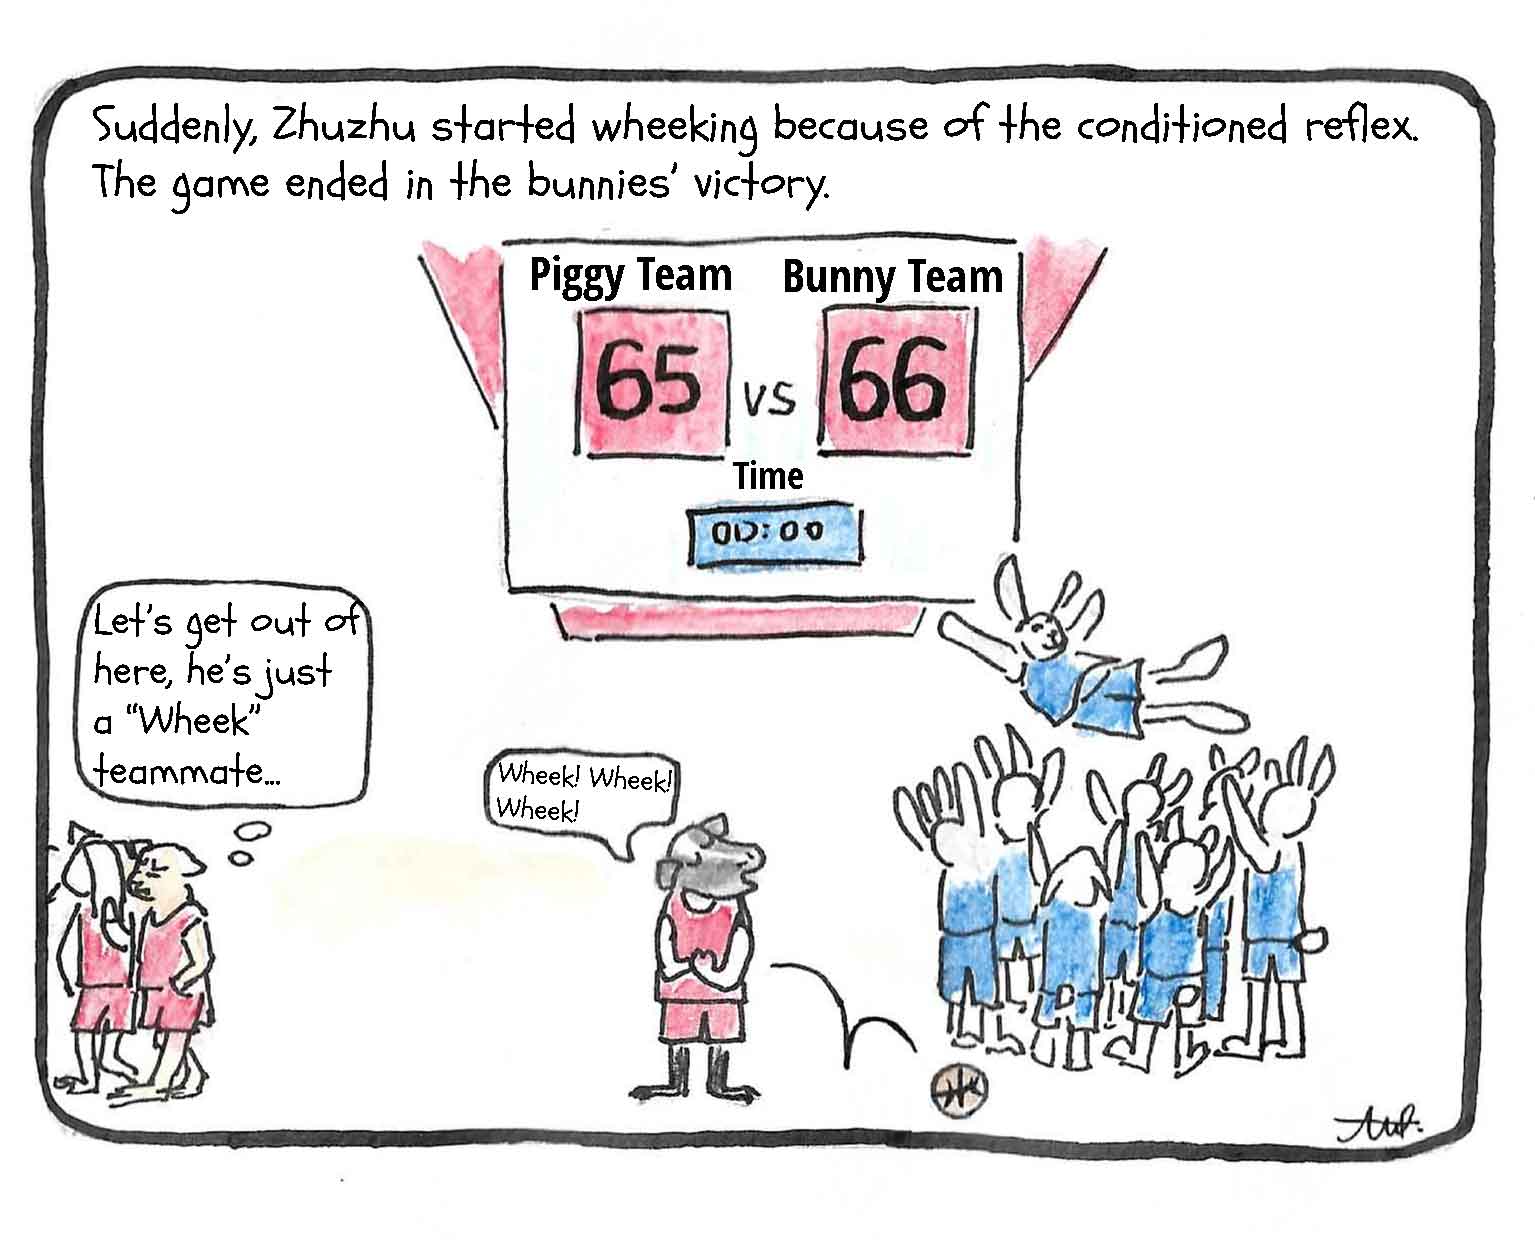 Suddenly, Zhuzhu started wheeking because of the conditioned reflex.
The game ended in the bunnies' victory.
Piggy Team Bunny Team
65 vs 66
Time
00:00
Let's get out of
here, he's just
a "Wheek"
teammate...
Wheek! Wheek!
Wheek!